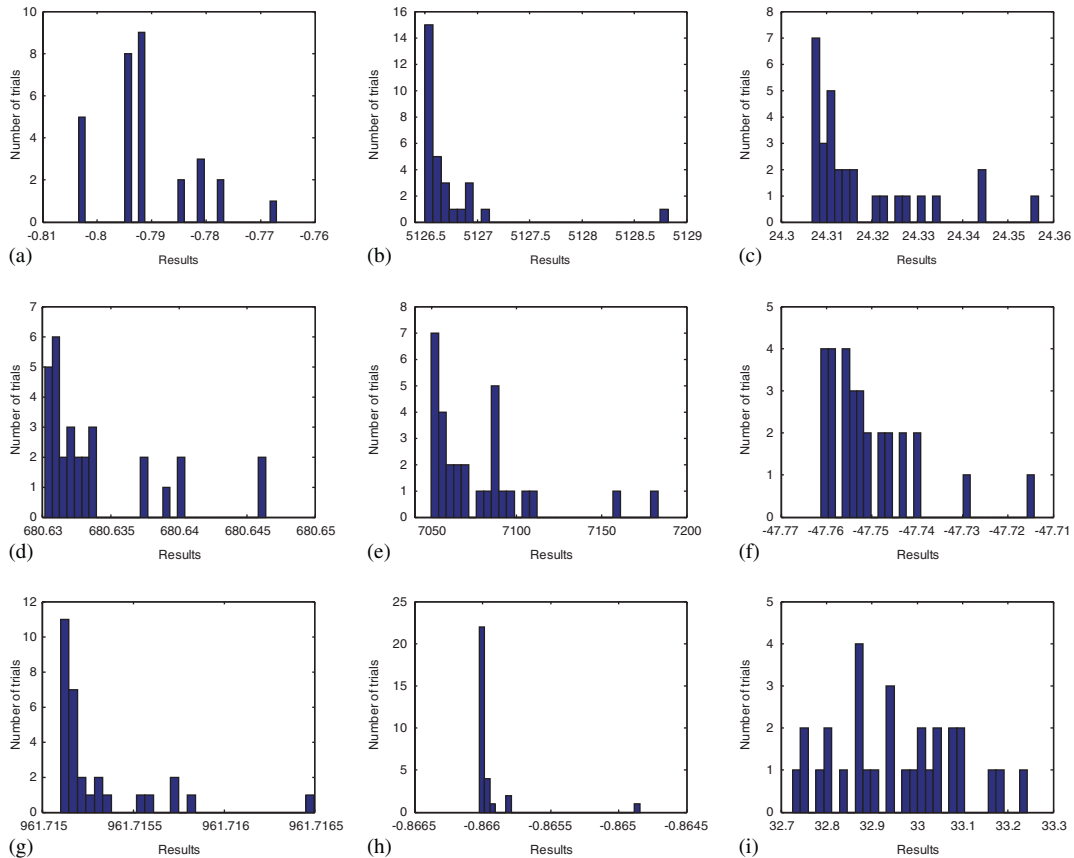 10
8
6
4
2
0
Number of trials
-0.81 -0.8 -0.79 -0.78 -0.77 -0.76
(a) Results
16
14
12
10
8
6
4
2
0
Number of trials
5126.5 5127 5127.5 5128 5128.5 5129
(b) Results
8
7
6
5
4
3
2
1
0
Number of trials
24.3 24.31 24.32 24.33 24.34 24.35 24.36
(c) Results
7
6
5
4
3
2
1
0
Number of trials
680.63 680.635 680.64 680.645 680.65
(d) Results
8
7
6
5
4
3
2
1
0
Number of trials
7050 7100 7150 7200
(e) Results
5
4
3
2
1
0
Number of trials
-47.77 -47.76 -47.75 -47.74 -47.73 -47.72 -47.71
(f) Results
12
10
8
6
4
2
0
Number of trials
961.715 961.7155 961.716 961.7165
(g) Results
25
20
15
10
5
0
Number of trials
-0.8665 -0.866 -0.8655 -0.865 -0.8645
(h) Results
5
4
3
2
1
0
Number of trials
32.7 32.8 32.9 33 33.1 33.2 33.3
(i) Results